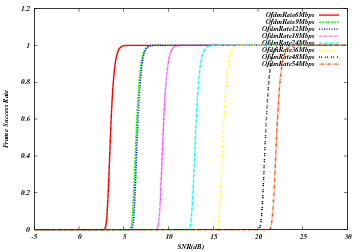 1.2
1
0.8
0.6
0.4
0.2
0
-5
0
5
10
15
20
25
30
Frame Success Rate
SNR(dB)
OfdmRate6Mbps
OfdmRate9Mbps
OfdmRate12Mbps
OfdmRate18Mbps
OfdmRate24Mbps
OfdmRate36Mbps
OfdmRate48Mbps
OfdmRate54Mbps